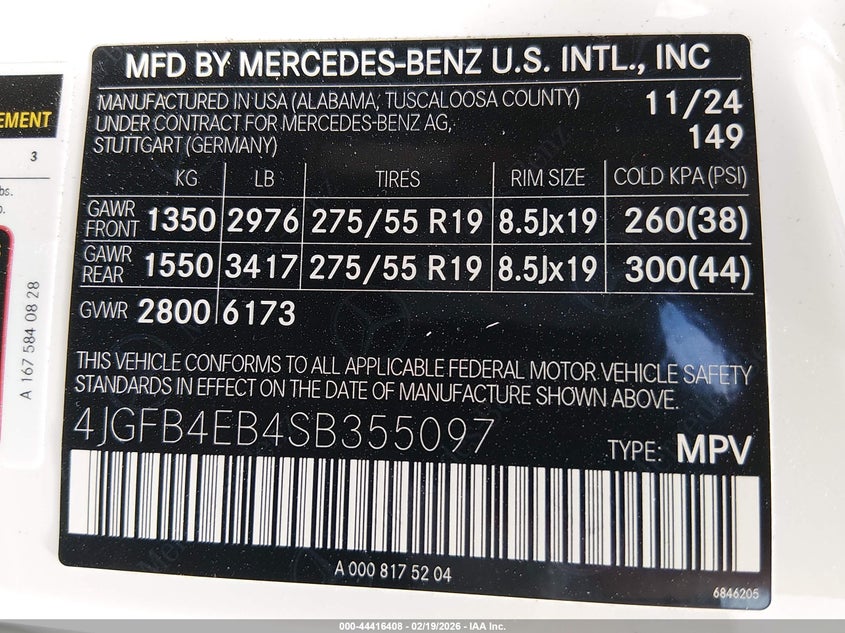 MFD BY MERCEDES-BENZ U.S. INTL., INC
MANUFACTURED IN USA (ALABAMA, TUSCALOOSA COUNTY) 11/24
UNDER CONTRACT FOR MERCEDES-BENZ AG, 149
STUTTGART (GERMANY)
KG LB TIRES RIM SIZE COLD KPA (PSI)
GAWR FRONT 1350 2976 275/55 R19 8.5Jx19 260(38)
GAWR REAR 1550 3417 275/55 R19 8.5Jx19 300(44)
GVWR 2800 6173
THIS VEHICLE CONFORMS TO ALL APPLICABLE FEDERAL MOTOR VEHICLE SAFETY
STANDARDS IN EFFECT ON THE DATE OF MANUFACTURE SHOWN ABOVE.
4JGFB4EB4SB355097 TYPE: MPV
A 000 817 52 04
6846205
EMENT
3
bs.
A 167 584 08 28
000-44416408 - 02/19/2026 - IAA Inc.